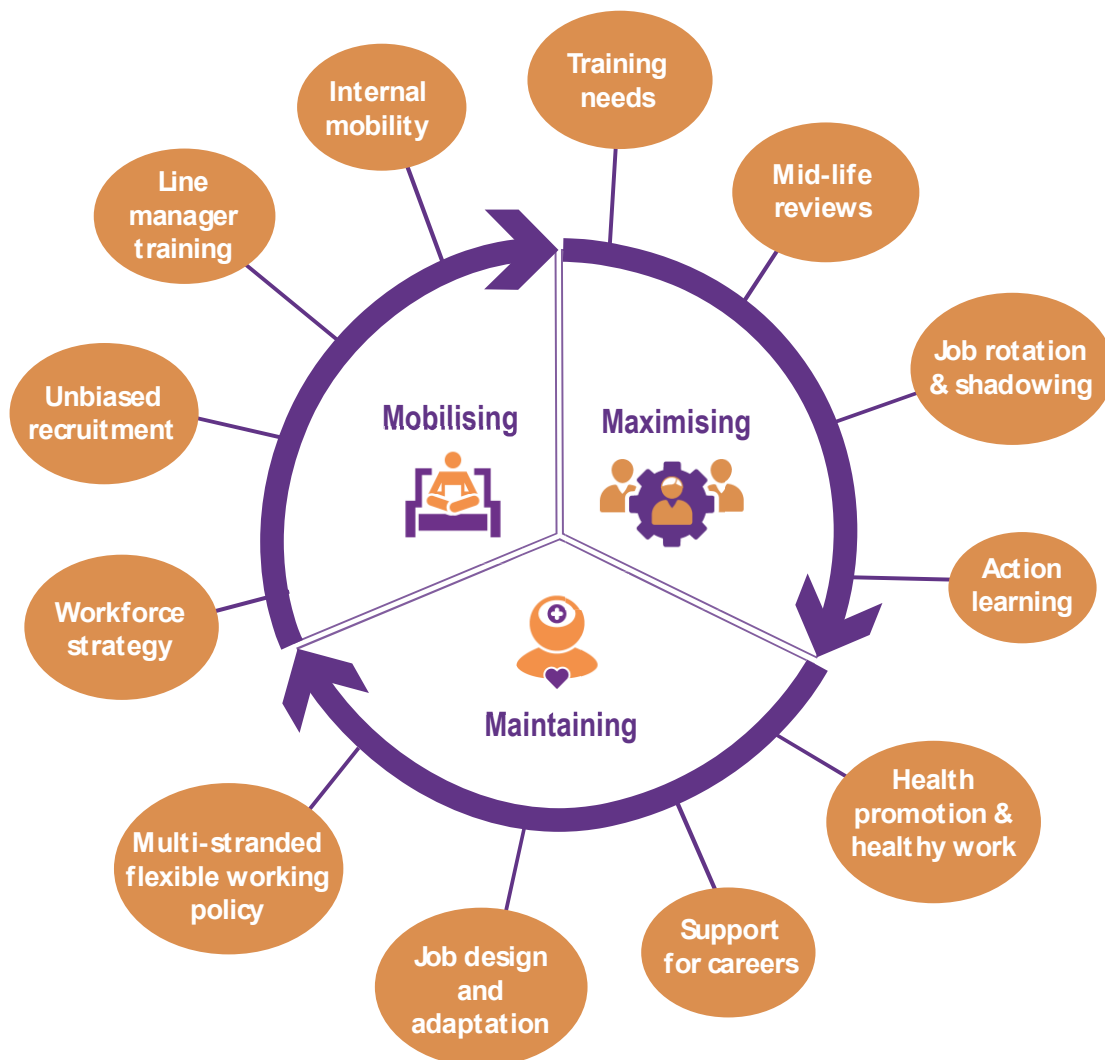 Training
needs
Mid-life
reviews
Job rotation
& shadowing
Action
learning
Health
promotion &
healthy work
Support
for careers
Job design
and
adaptation
Multi-stranded
flexible working
policy
Workforce
strategy
Unbiased
recruitment
Line
manager
training
Internal
mobility
Mobilising
Maximising
Maintaining